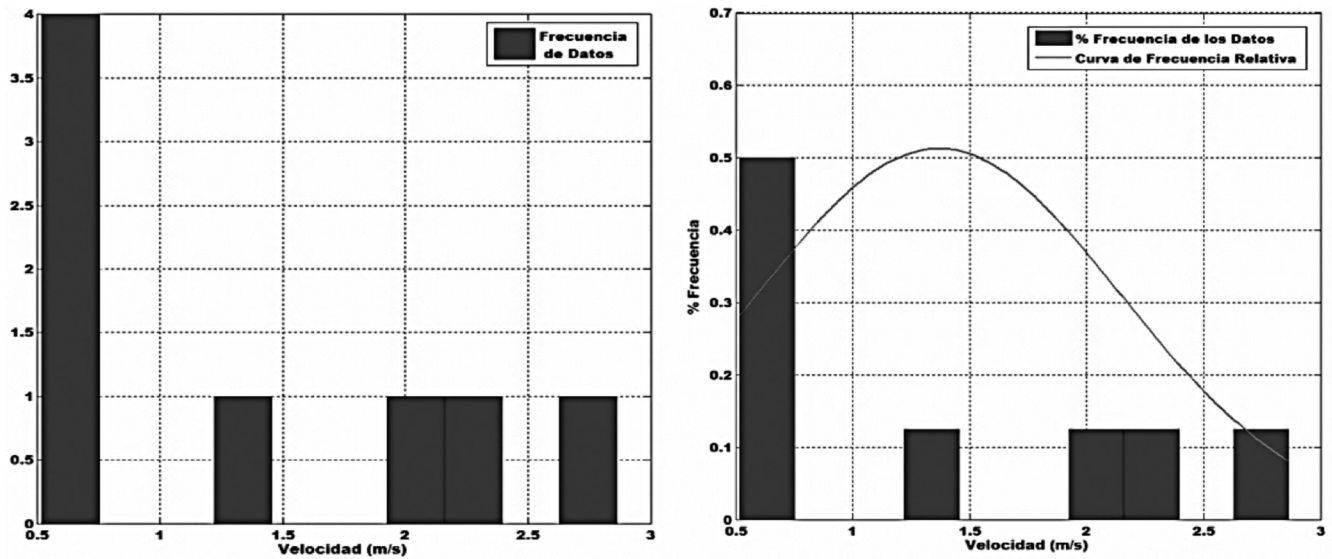 4
3.5
3
2.5
2
1.5
1
0.5
0
0.5 1 1.5 2 2.5 3
Velocidad (m/s)
Frecuencia
de Datos
0.7
0.6
0.5
0.4
0.3
0.2
0.1
0
% Frecuencia
0.5 1 1.5 2 2.5 3
Velocidad (m/s)
% Frecuencia de los Datos
Curva de Frecuencia Relativa